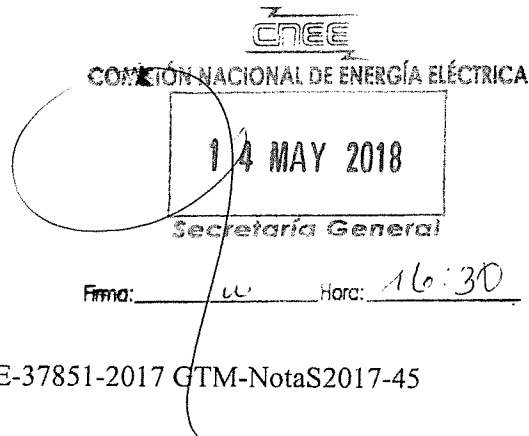 CNEE
COMISIÓN NACIONAL DE ENERGÍA ELÉCTRICA
14 MAY 2018
Secretaría General
Firma: Hora: 16:30
E-37851-2017 GTM-NotaS2017-45